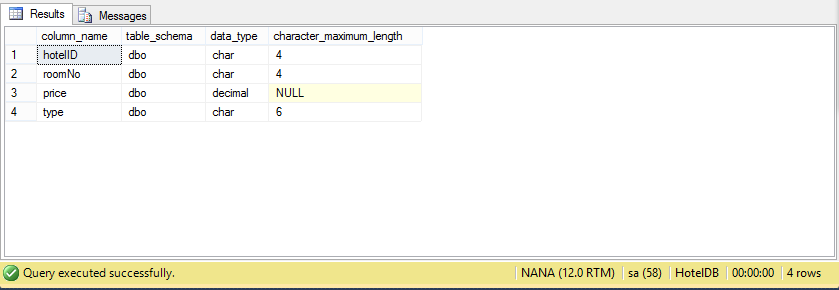 Results Messages
column_name table_schema data_type character_maximum_length
1 hotelID dbo char 4
2 roomNo dbo char 4
3 price dbo decimal NULL
4 type dbo char 6
Query executed successfully. NANA (12.0 RTM) sa (58) HotelDB 00:00:00 4 rows